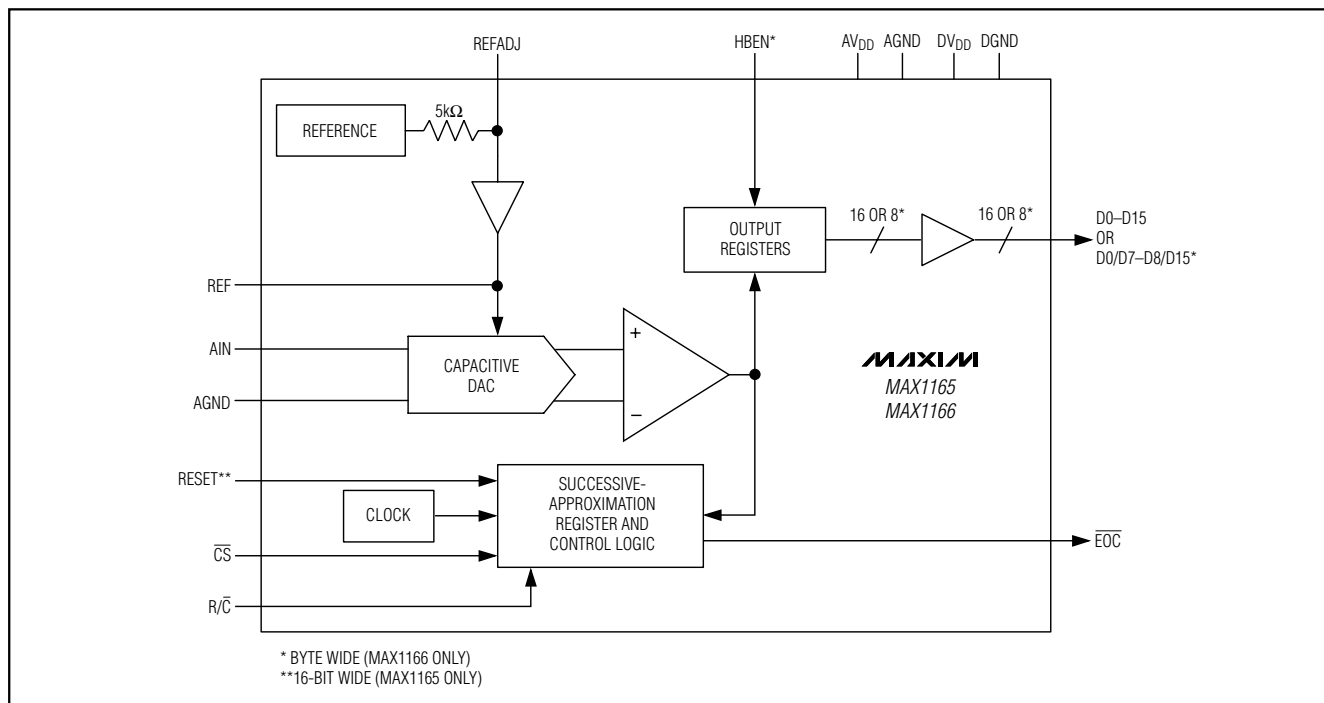 REFADJ
HBEN*
AVDD
AGND
DVDD
DGND
5kΩ
REFERENCE
16 OR 8*
16 OR 8*
D0–D15
OR
D0/D7–D8/D15*
OUTPUT
REGISTERS
REF
AIN
+
CAPACITIVE
DAC
MAXIM
MAX1165
MAX1166
AGND
−
RESET**
SUCCESSIVE-
APPROXIMATION
REGISTER AND
CONTROL LOGIC
CLOCK
C̅S̅
E̅O̅C̅
R/C̅
* BYTE WIDE (MAX1166 ONLY)
**16-BIT WIDE (MAX1165 ONLY)